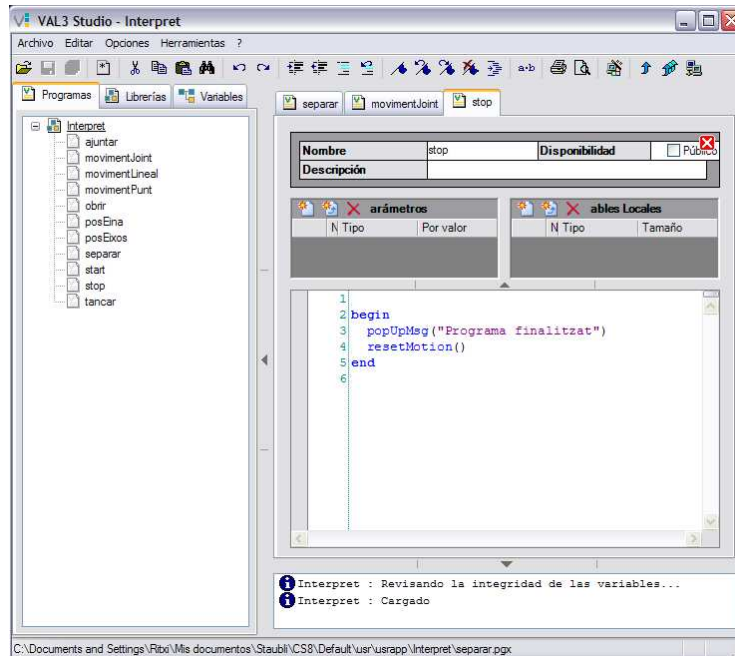 VAL3 Studio - Interpret
Archivo Editar Opciones Herramientas ?
a·b
Programas Librerías Variables
separar movimentJoint stop
Interpret
ajuntar
movimentJoint
movimentLineal
movimentPunt
obrir
posEina
posEixos
separar
start
stop
tancar
Nombre stop Disponibilidad Público
Descripción
arámetros
N Tipo Por valor
ables Locales
N Tipo Tamaño
1
2 begin
3 popUpMsg("Programa finalitzat")
4 resetMotion()
5 end
6
Interpret : Revisando la integridad de las variables...
Interpret : Cargado
C:\Documents and Settings\Ritxi\Mis documentos\Staubli\CS8\Default\usr\usrapp\Interpret\separar.pgx